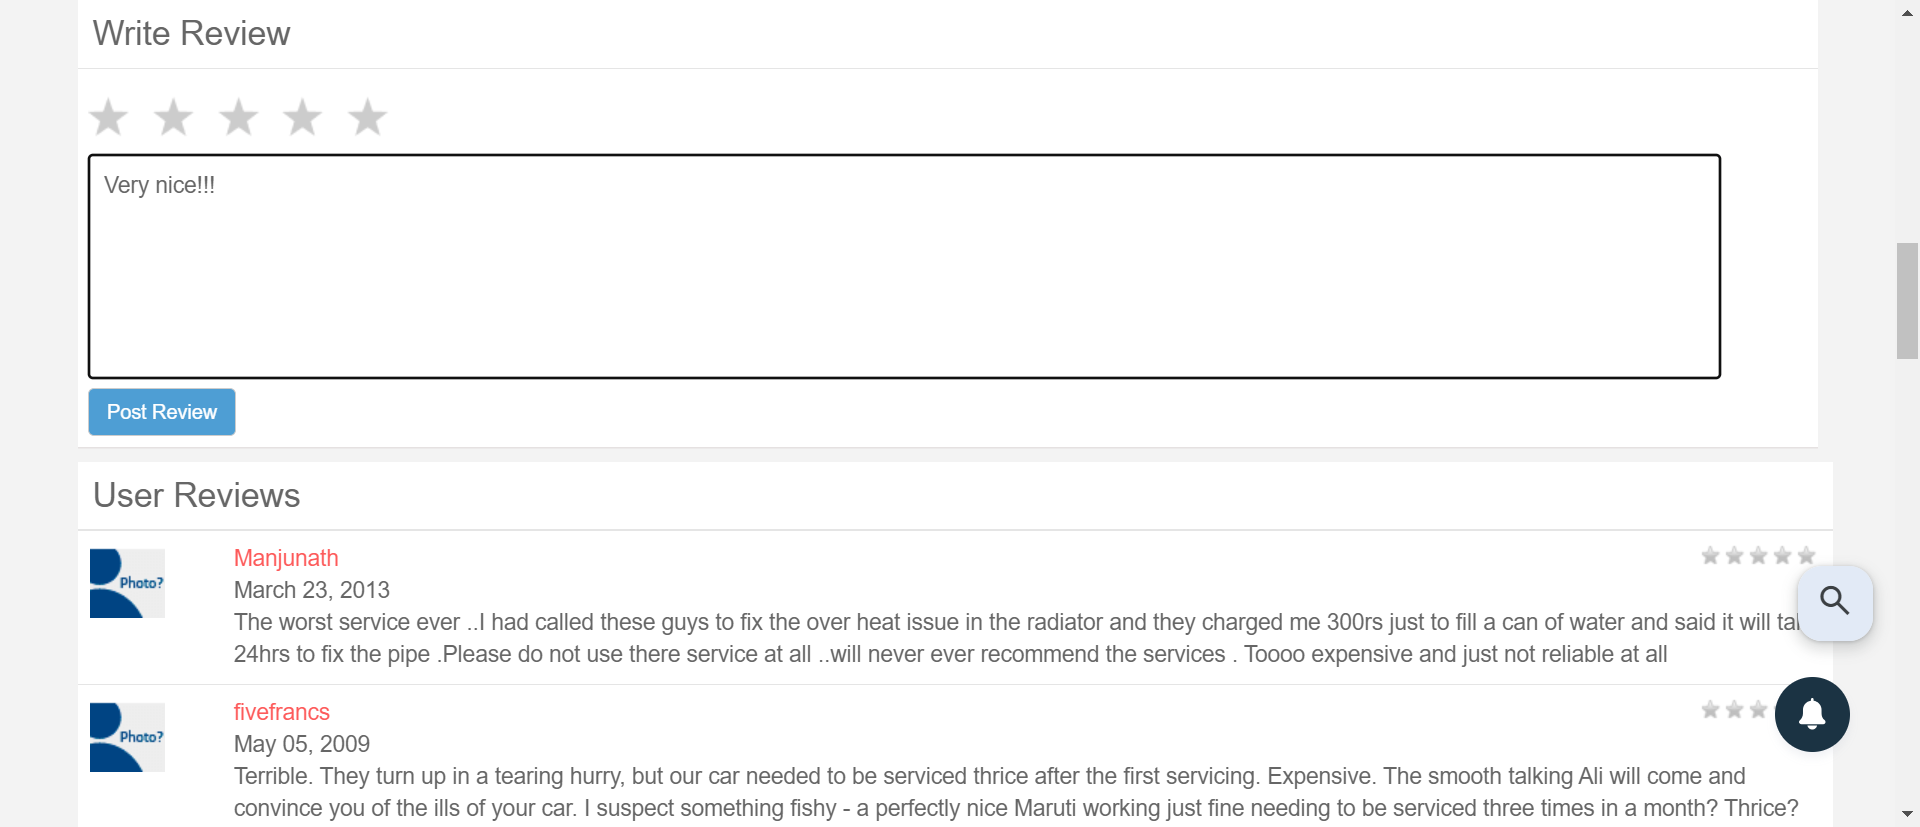 Write Review
Very nice!!!
Post Review
User Reviews
Photo?
Manjunath
March 23, 2013
The worst service ever ..I had called these guys to fix the over heat issue in the radiator and they charged me 300rs just to fill a can of water and said it will
24hrs to fix the pipe .Please do not use there service at all ..will never ever recommend the services . Toooo expensive and just not reliable at all
Photo?
fivefrancs
May 05, 2009
Terrible. They turn up in a tearing hurry, but our car needed to be serviced thrice after the first servicing. Expensive. The smooth talking Ali will come and
convince you of the ills of your car. I suspect something fishy - a perfectly nice Maruti working just fine needing to be serviced three times in a month? Thrice?